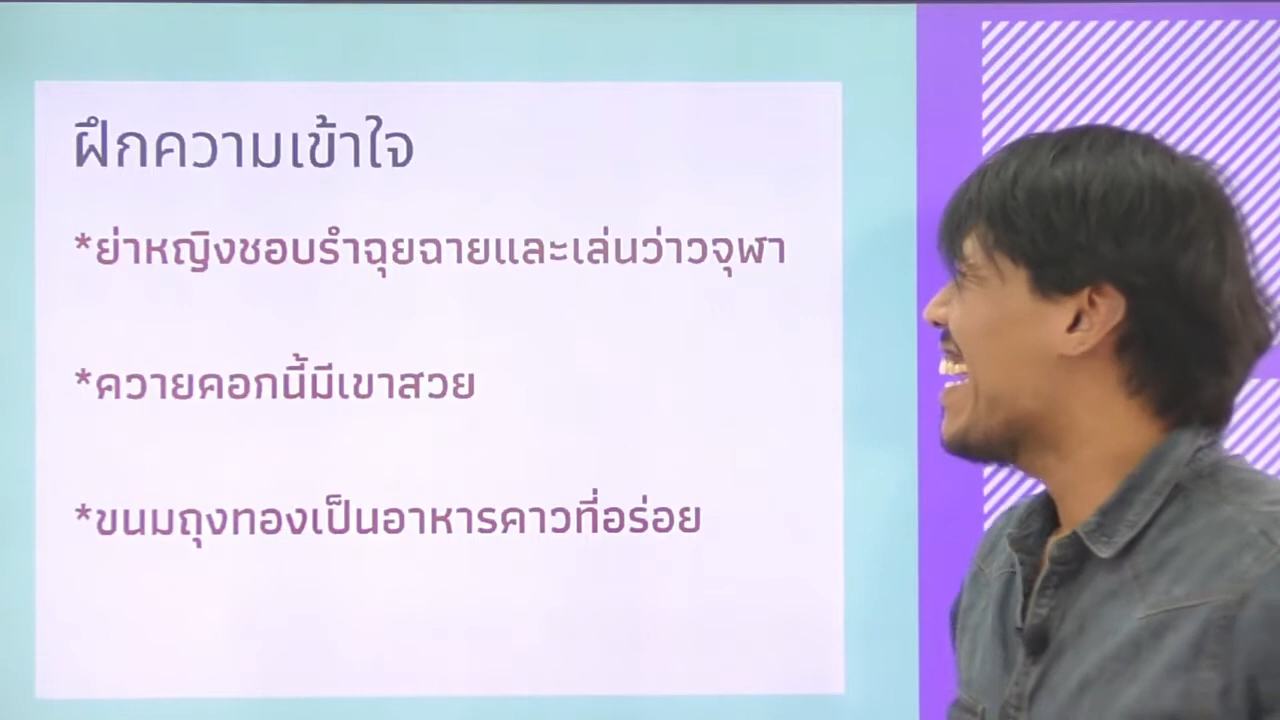 ฝึกความเข้าใจ
*ย่าหญิงชอบรำฉุยฉายและเล่นว่าวจุฬา
*ควายคอกนี้มีเขาสวย
*ขนมถุงทองเป็นอาหารคาวที่อร่อย